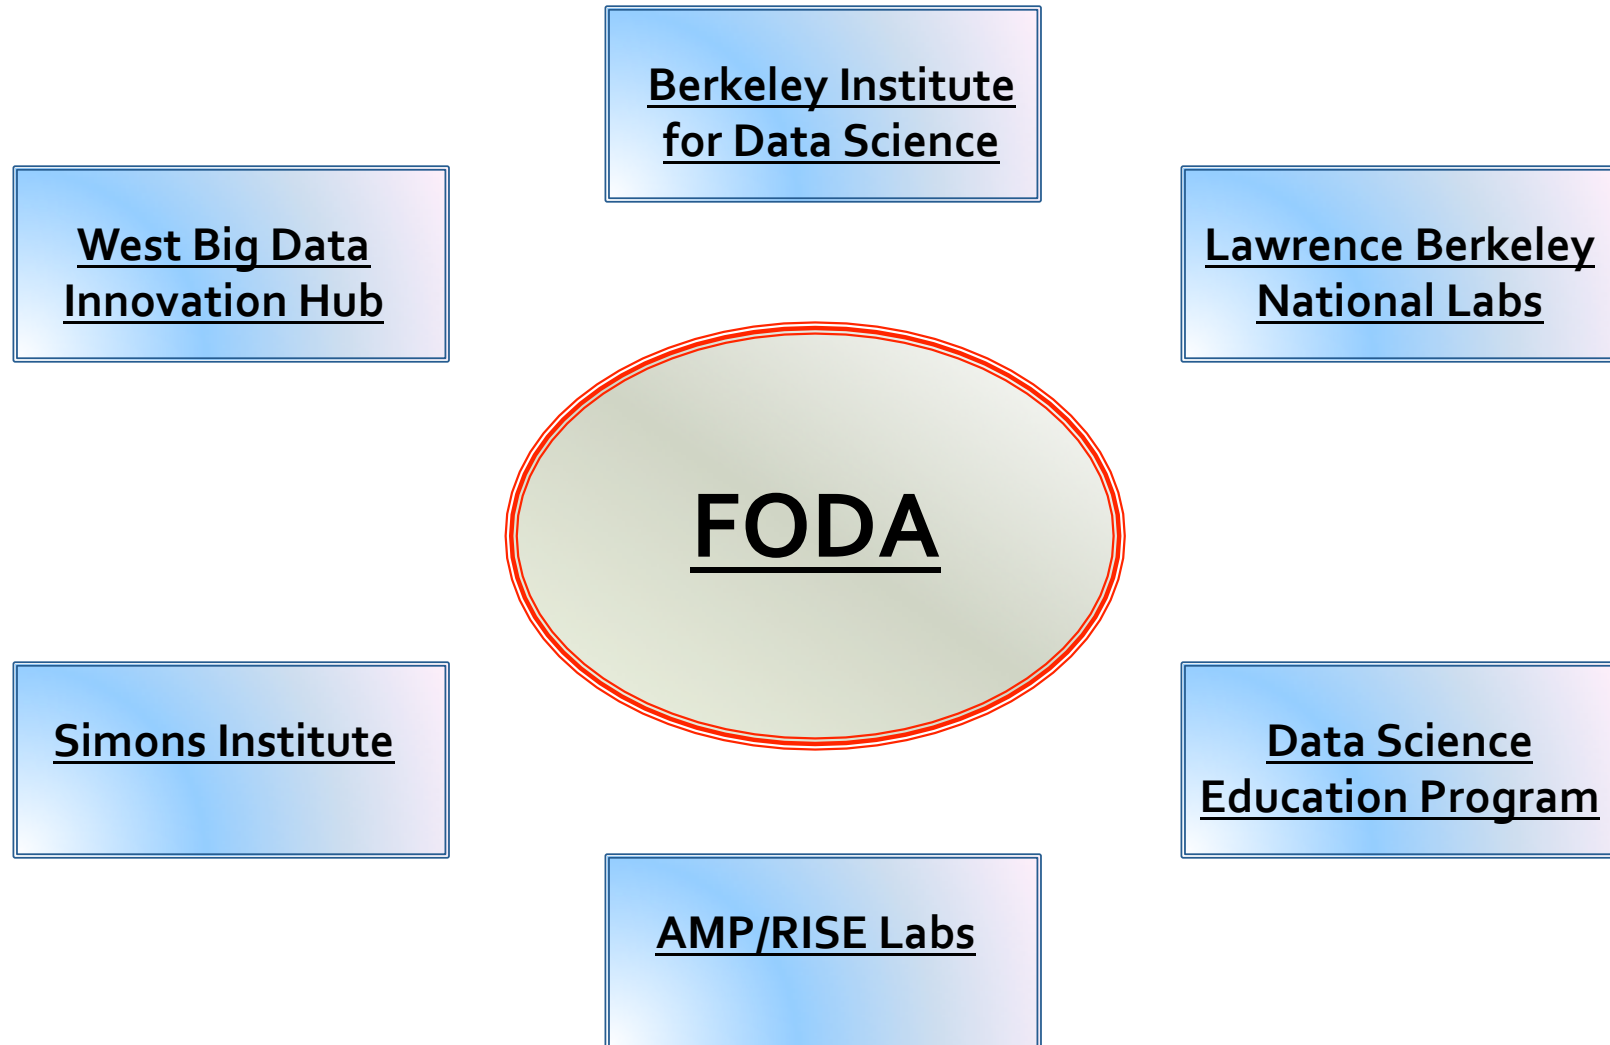 Berkeley Institute
for Data Science
West Big Data
Innovation Hub
Lawrence Berkeley
National Labs
FODA
Simons Institute
Data Science
Education Program
AMP/RISE Labs